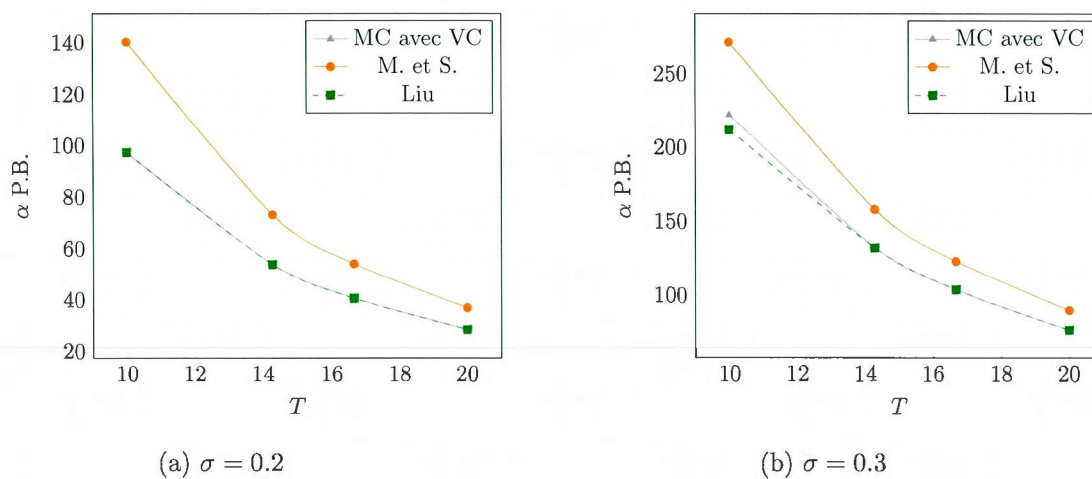 140
120
100
80
60
40
20
α P.B.
10 12 14 16 18 20
T
MC avec VC
M. et S.
Liu
(a) σ = 0.2
250
200
150
100
α P.B.
10 12 14 16 18 20
T
MC avec VC
M. et S.
Liu
(b) σ = 0.3